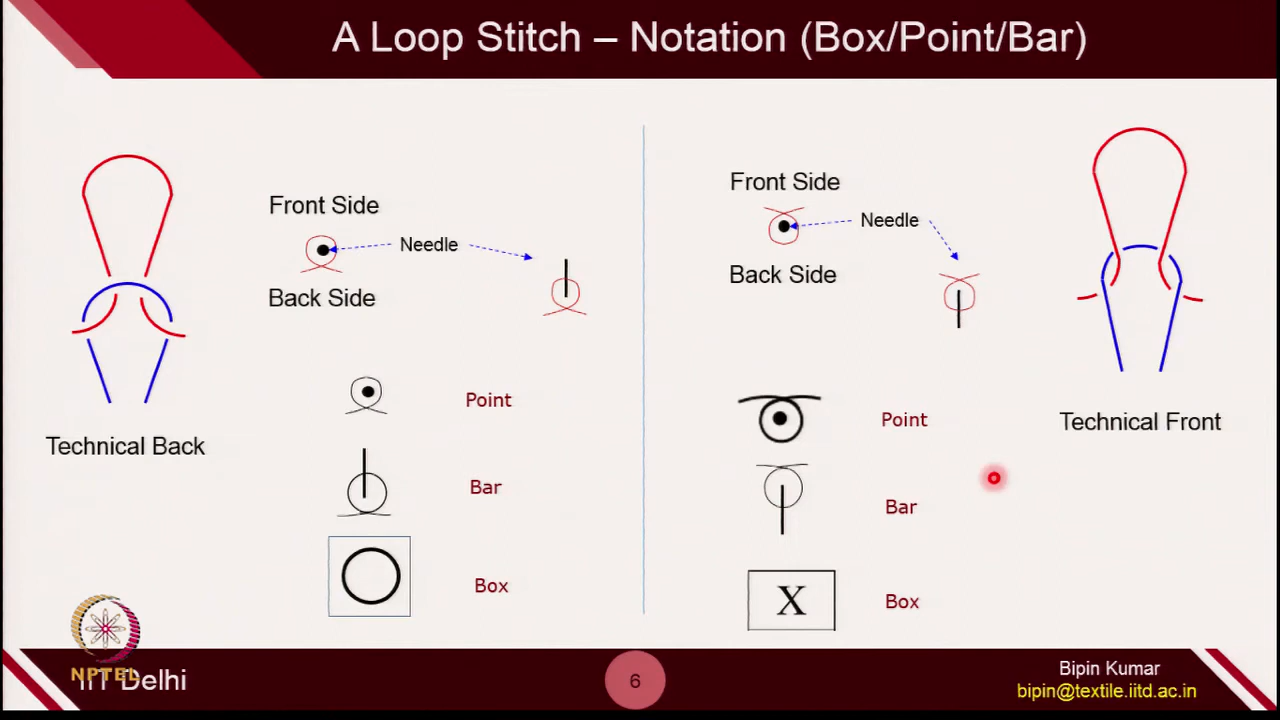 A Loop Stitch – Notation (Box/Point/Bar)
Front Side
Needle
Back Side
Point
Bar
Box
Technical Back
Front Side
Needle
Back Side
Point
Bar
X
Box
Technical Front
NPTEL
IIT Delhi
6
Bipin Kumar
bipin@textile.iitd.ac.in